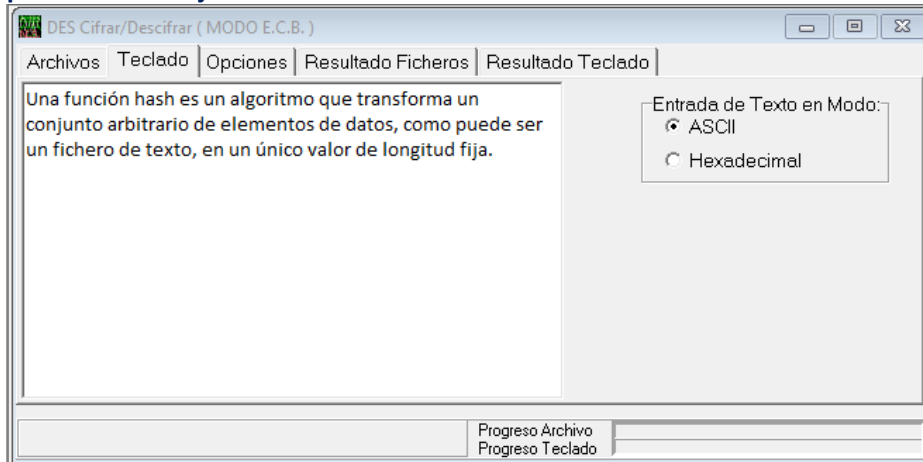 DES Cifrar/Descifrar ( MODO E.C.B. )
Archivos Teclado Opciones Resultado Ficheros Resultado Teclado
Una función hash es un algoritmo que transforma un
conjunto arbitrario de elementos de datos, como puede ser
un fichero de texto, en un único valor de longitud fija.
Entrada de Texto en Modo:
ASCII
Hexadecimal
Progreso Archivo
Progreso Teclado